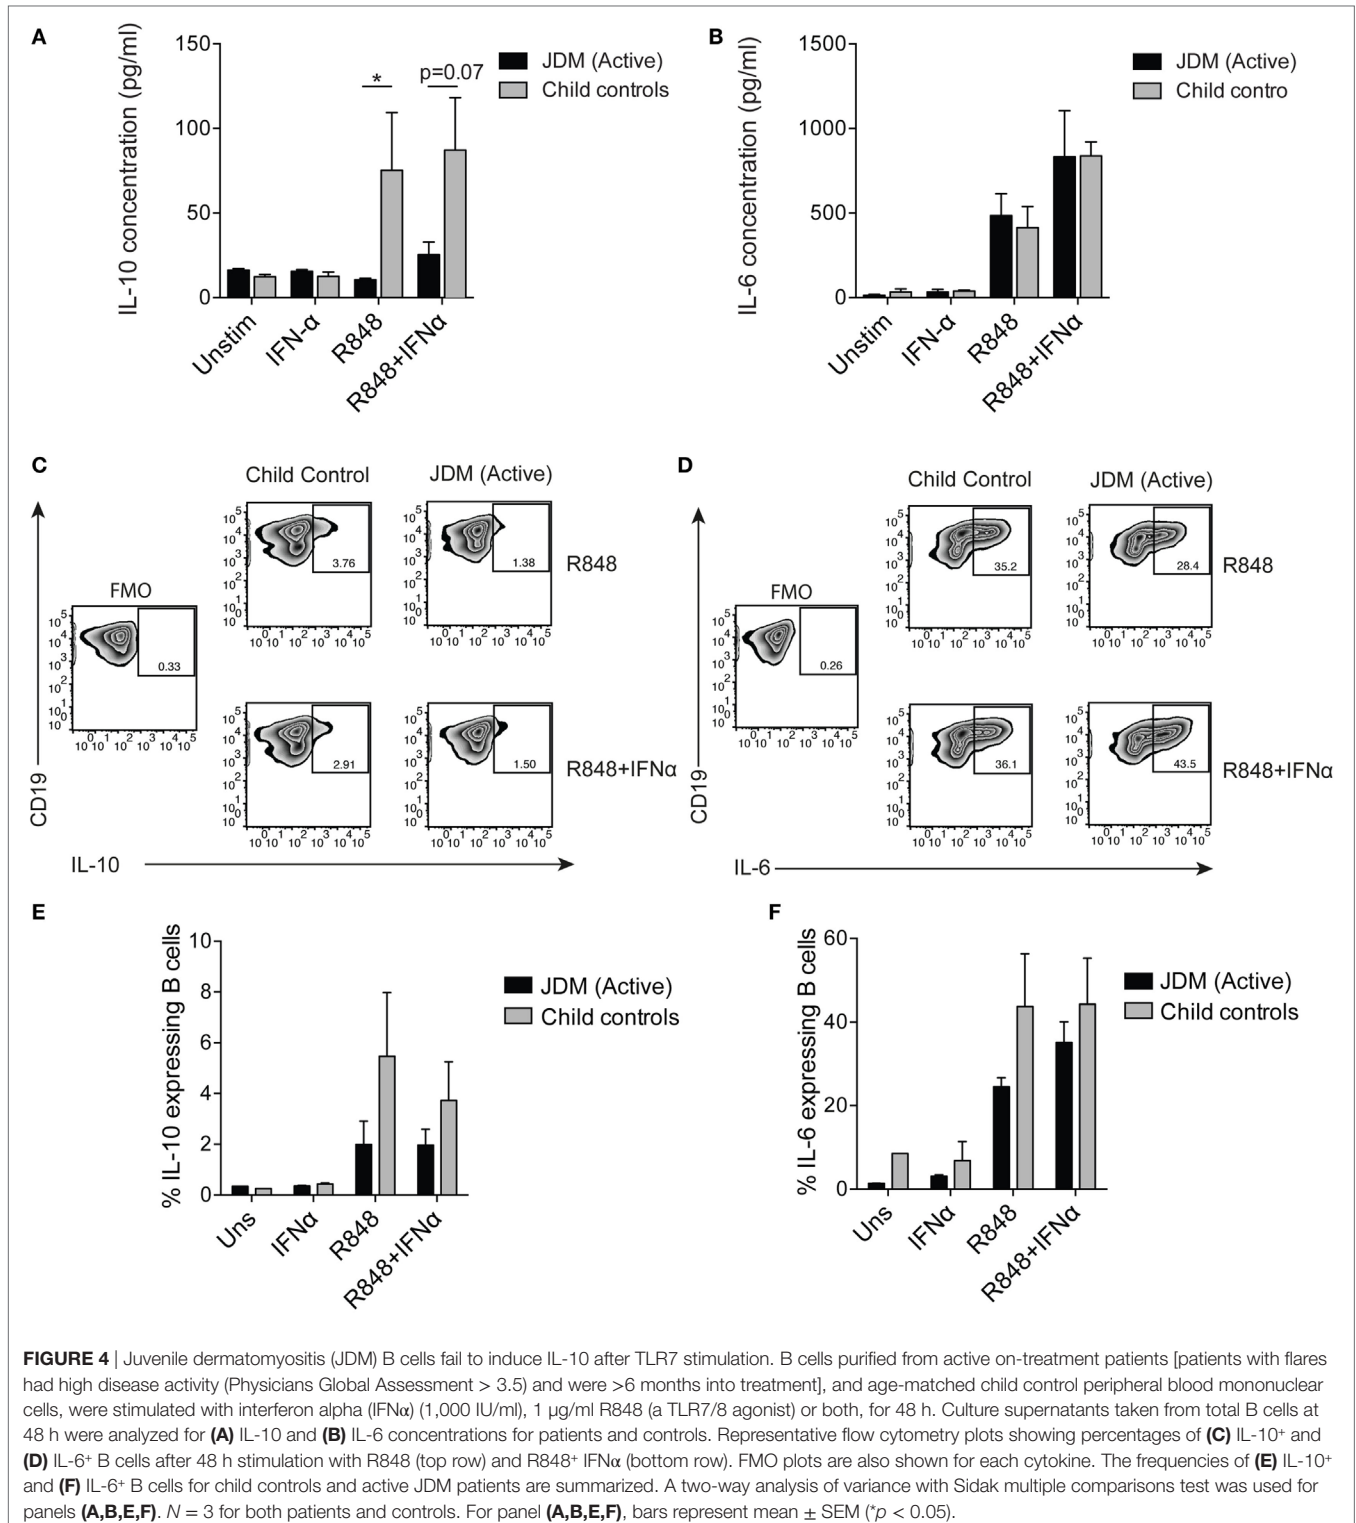 A
IL-10 concentration (pg/ml)
150
100
50
0
*
p=0.07
JDM (Active)
Child controls
Unstim
IFN-α
R848
R848+IFNα
B
IL-6 concentration (pg/ml)
1500
1000
500
0
JDM (Active)
Child contro
Unstim
IFN-α
R848
R848+IFNα
C
Child Control
JDM (Active)
3.76
1.38
R848
FMO
0.33
2.91
1.50
R848+IFNα
CD19
IL-10
D
Child Control
JDM (Active)
35.2
28.4
R848
FMO
0.26
36.1
43.5
R848+IFNα
CD19
IL-6
E
% IL-10 expressing B cells
10
8
6
4
2
0
JDM (Active)
Child controls
Uns
IFNα
R848
R848+IFNα
F
% IL-6 expressing B cells
60
40
20
0
JDM (Active)
Child controls
Uns
IFNα
R848
R848+IFNα
FIGURE 4 | Juvenile dermatomyositis (JDM) B cells fail to induce IL-10 after TLR7 stimulation. B cells purified from active on-treatment patients [patients with flares
had high disease activity (Physicians Global Assessment > 3.5) and were >6 months into treatment], and age-matched child control peripheral blood mononuclear
cells, were stimulated with interferon alpha (IFNα) (1,000 IU/ml), 1 µg/ml R848 (a TLR7/8 agonist) or both, for 48 h. Culture supernatants taken from total B cells at
48 h were analyzed for (A) IL-10 and (B) IL-6 concentrations for patients and controls. Representative flow cytometry plots showing percentages of (C) IL-10⁺ and
(D) IL-6⁺ B cells after 48 h stimulation with R848 (top row) and R848⁺ IFNα (bottom row). FMO plots are also shown for each cytokine. The frequencies of (E) IL-10⁺
and (F) IL-6⁺ B cells for child controls and active JDM patients are summarized. A two-way analysis of variance with Sidak multiple comparisons test was used for
panels (A,B,E,F). N = 3 for both patients and controls. For panel (A,B,E,F), bars represent mean ± SEM (*p < 0.05).